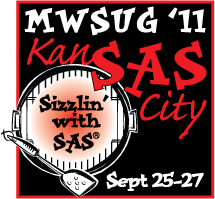 MWSUG '11
KanSAS
City
Sizzlin'
with
SAS®
Sept 25-27